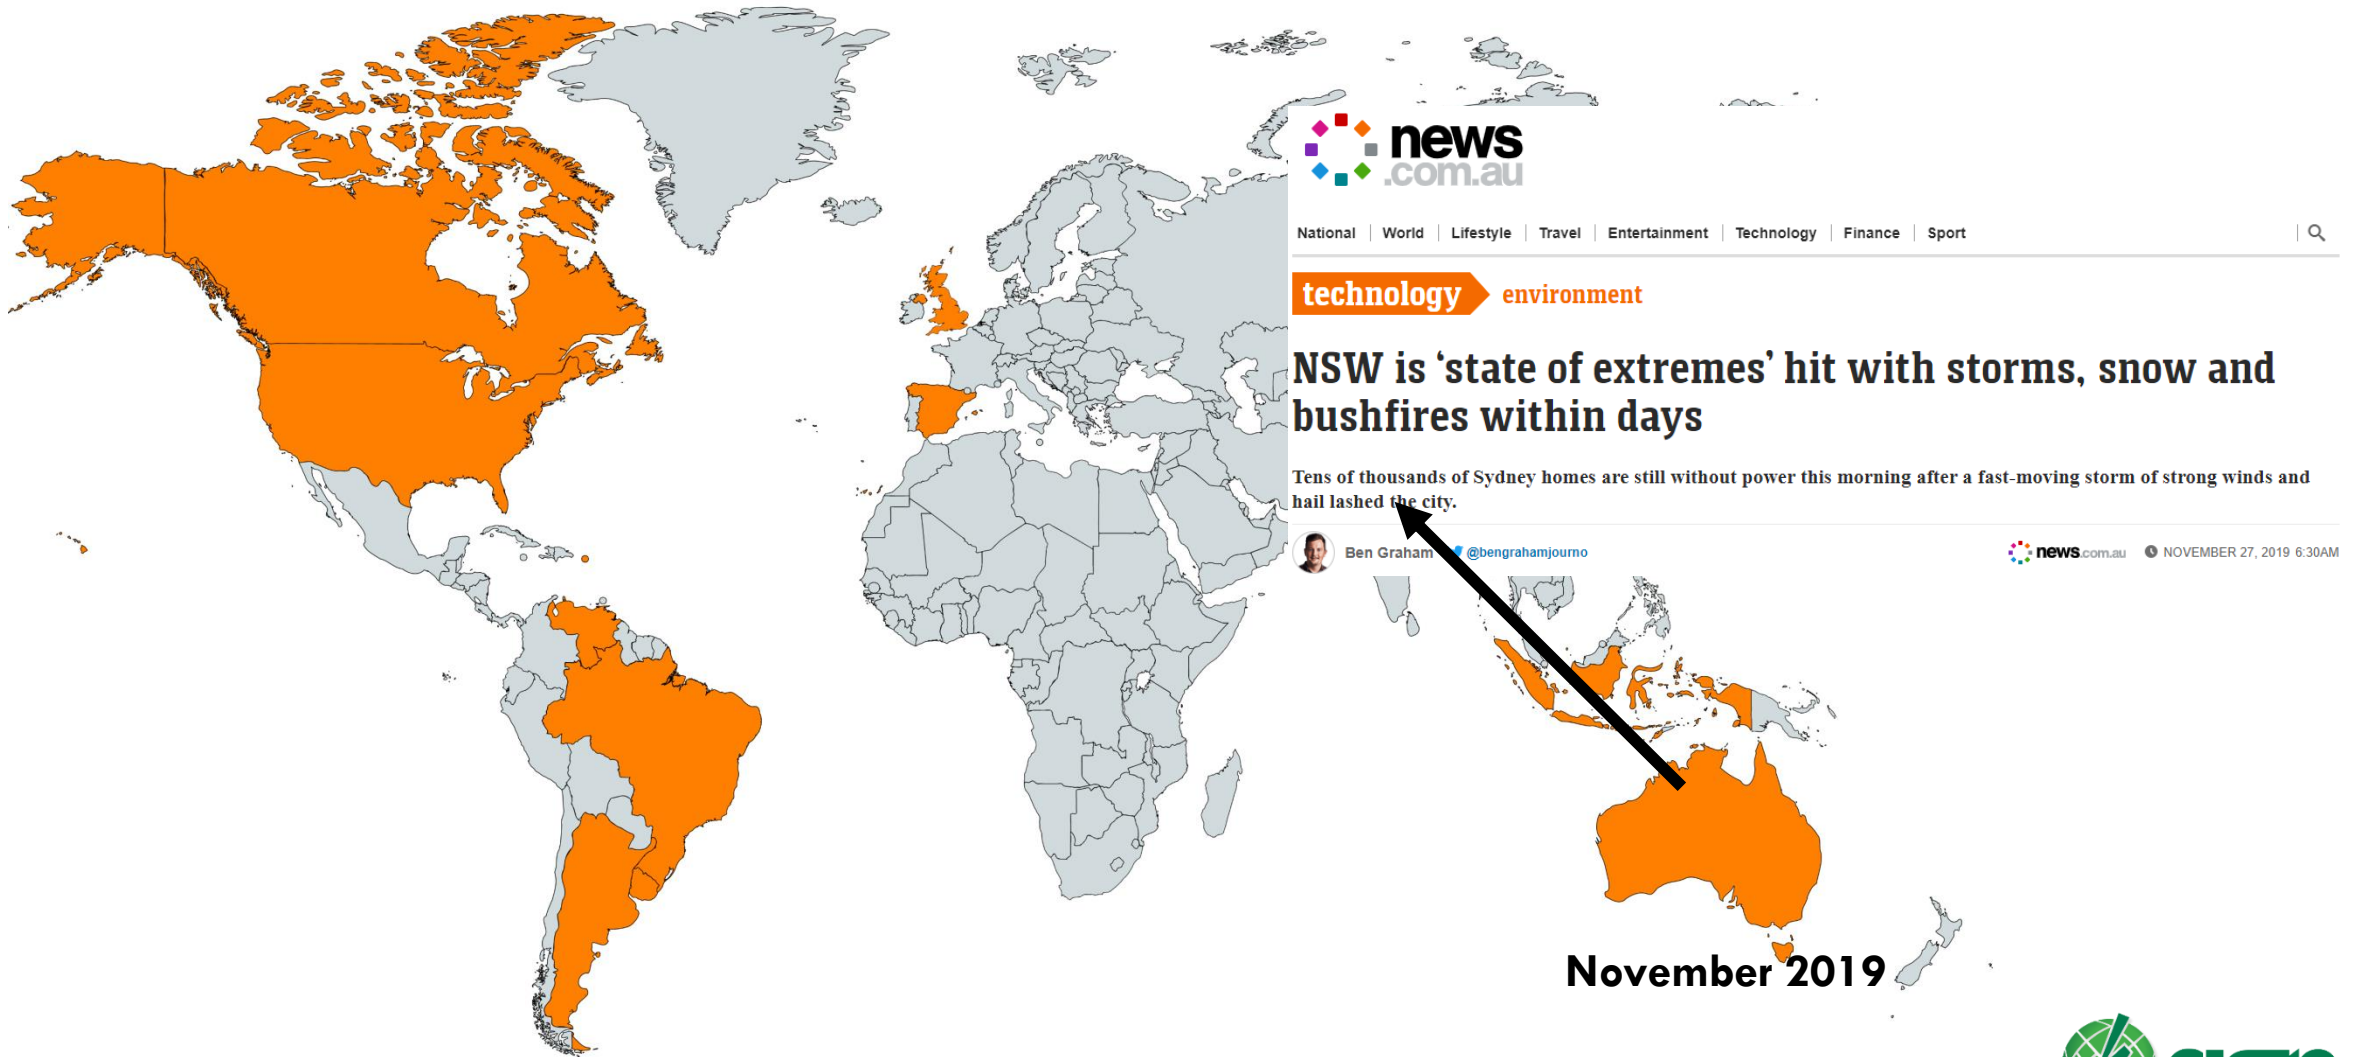 news
.com.au
National World Lifestyle Travel Entertainment Technology Finance Sport
technology environment
NSW is ‘state of extremes’ hit with storms, snow and
bushfires within days
Tens of thousands of Sydney homes are still without power this morning after a fast-moving storm of strong winds and
hail lashed the city.
Ben Graham @bengrahamjourno news.com.au NOVEMBER 27, 2019 6:30AM
November 2019